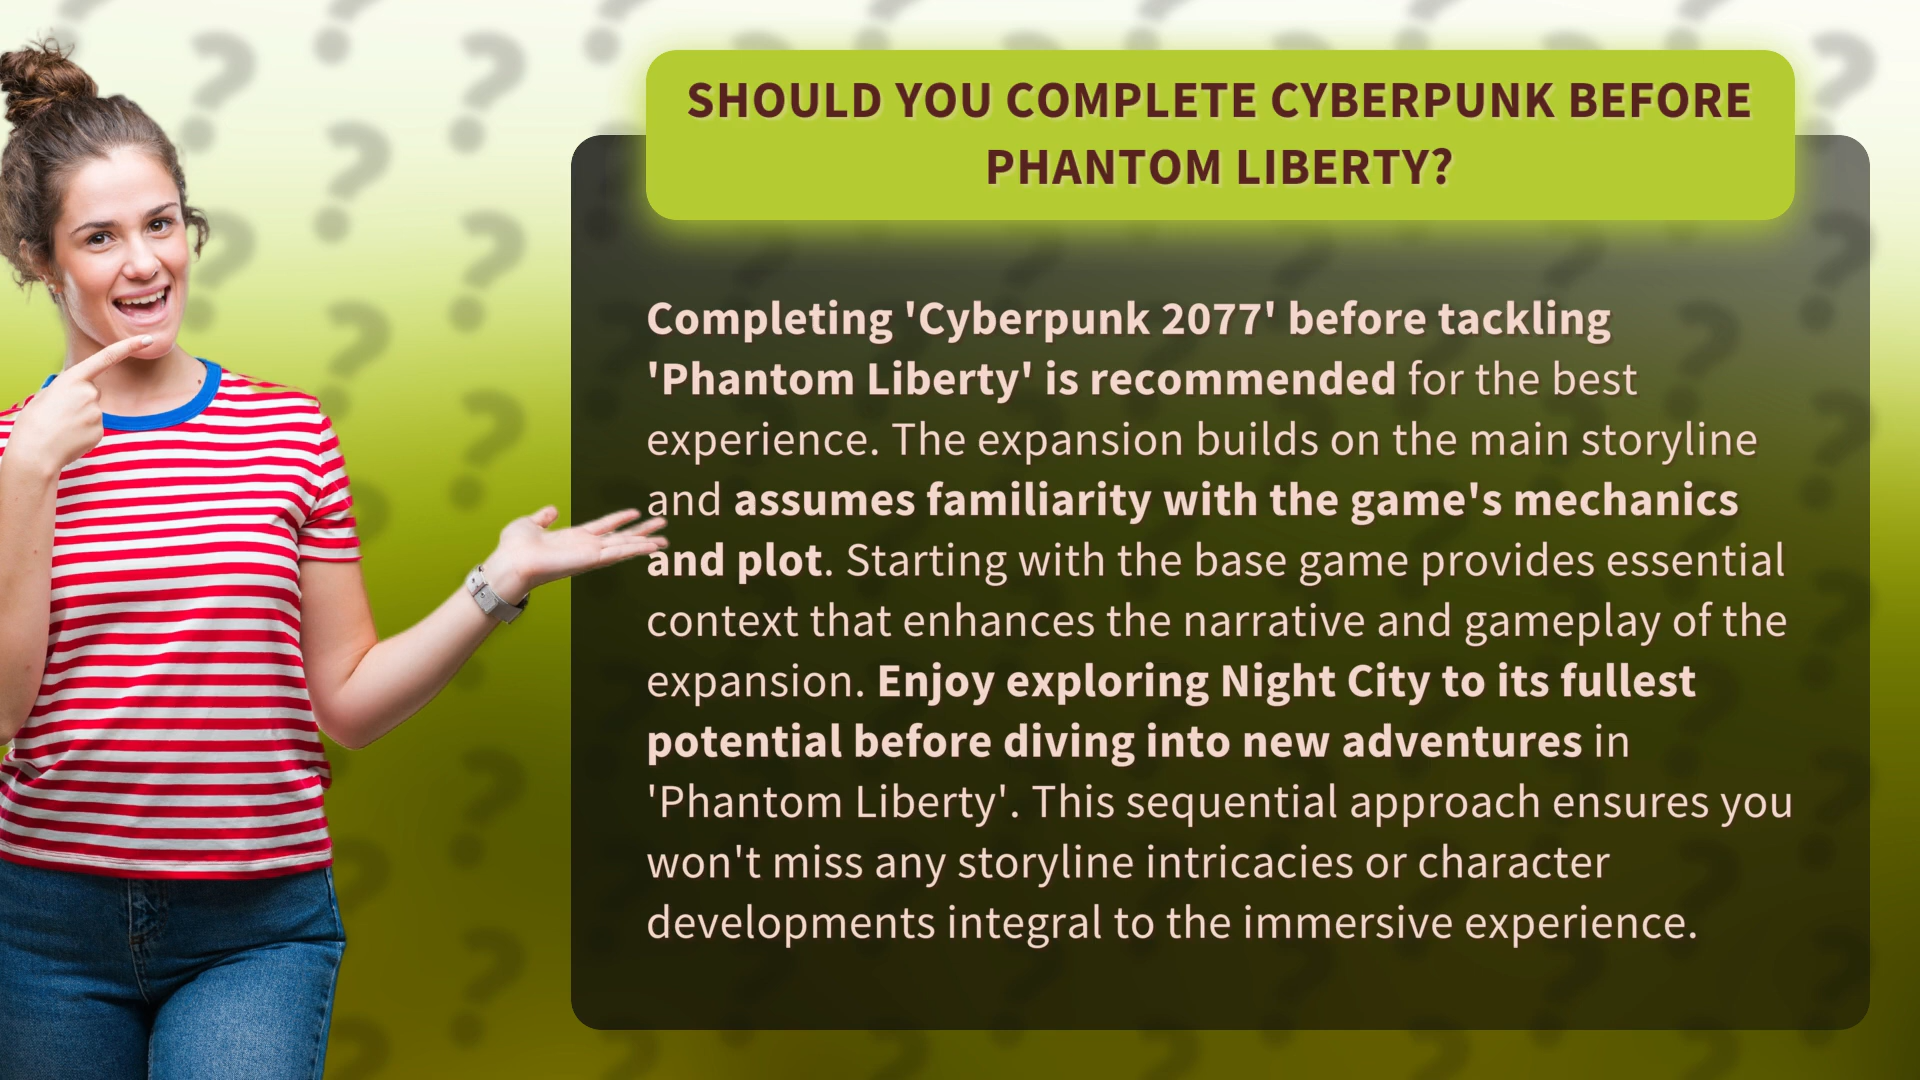 SHOULD YOU COMPLETE CYBERPUNK BEFORE
PHANTOM LIBERTY?
Completing 'Cyberpunk 2077' before tackling
'Phantom Liberty' is recommended for the best
experience. The expansion builds on the main storyline
and assumes familiarity with the game's mechanics
and plot. Starting with the base game provides essential
context that enhances the narrative and gameplay of the
expansion. Enjoy exploring Night City to its fullest
potential before diving into new adventures in
'Phantom Liberty'. This sequential approach ensures you
won't miss any storyline intricacies or character
developments integral to the immersive experience.